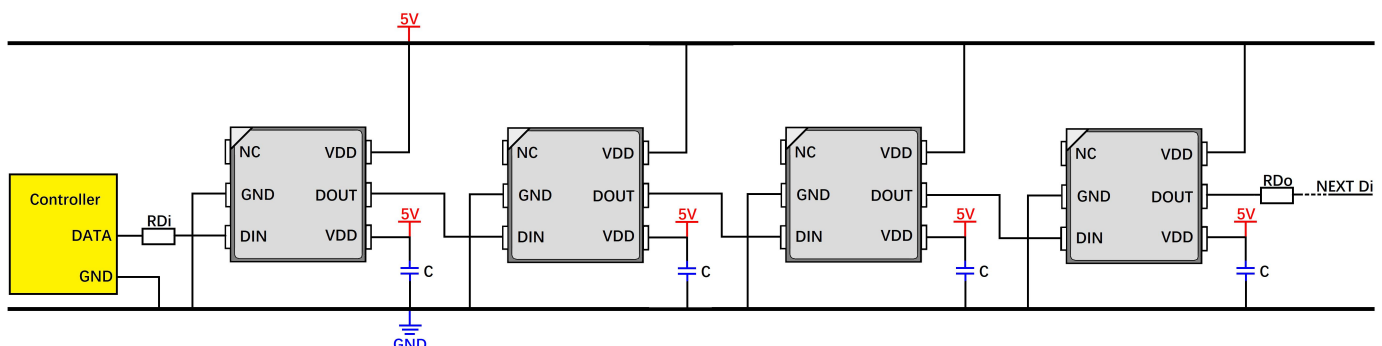 5V
NC VDD
GND DOUT
DIN VDD
NC VDD
GND DOUT
DIN VDD
NC VDD
GND DOUT
DIN VDD
NC VDD
GND DOUT
DIN VDD
Controller
DATA
GND
RDi
5V
C
5V
C
5V
C
5V
C
RDo
NEXT Di
GND